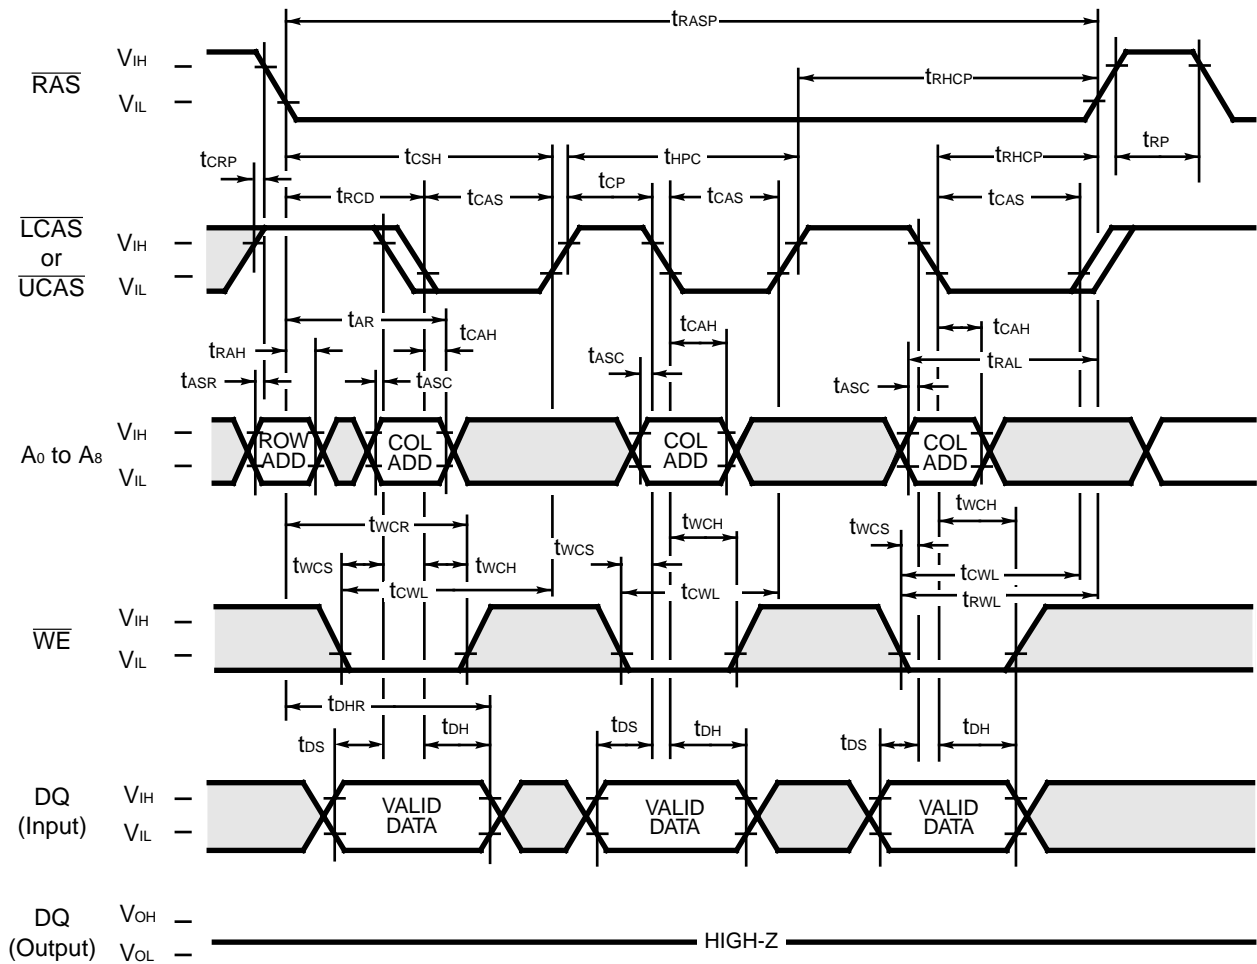 tRASP
VIH
RAS
tRHCP
VIL
tCRP
tCSH
tHPC
tRHCP
tRP
tRCD
tCAS
tCP
tCAS
tCAS
LCAS
or
UCAS
VIH
VIL
tAR
tCAH
tCAH
tCAH
tRAH
tASC
tRAL
tASR
tASC
tASC
A0 to A8
VIH
VIL
ROW
ADD
COL
ADD
COL
ADD
COL
ADD
tWCR
tWCH
tWCH
tWCS
tWCS
tWCH
tWCS
tCWL
tCWL
tCWL
tRWL
WE
VIH
VIL
tDHR
tDS
tDH
tDS
tDH
tDS
tDH
DQ
(Input)
VIH
VIL
VALID
DATA
VALID
DATA
VALID
DATA
DQ
(Output)
VOH
VOL
HIGH-Z